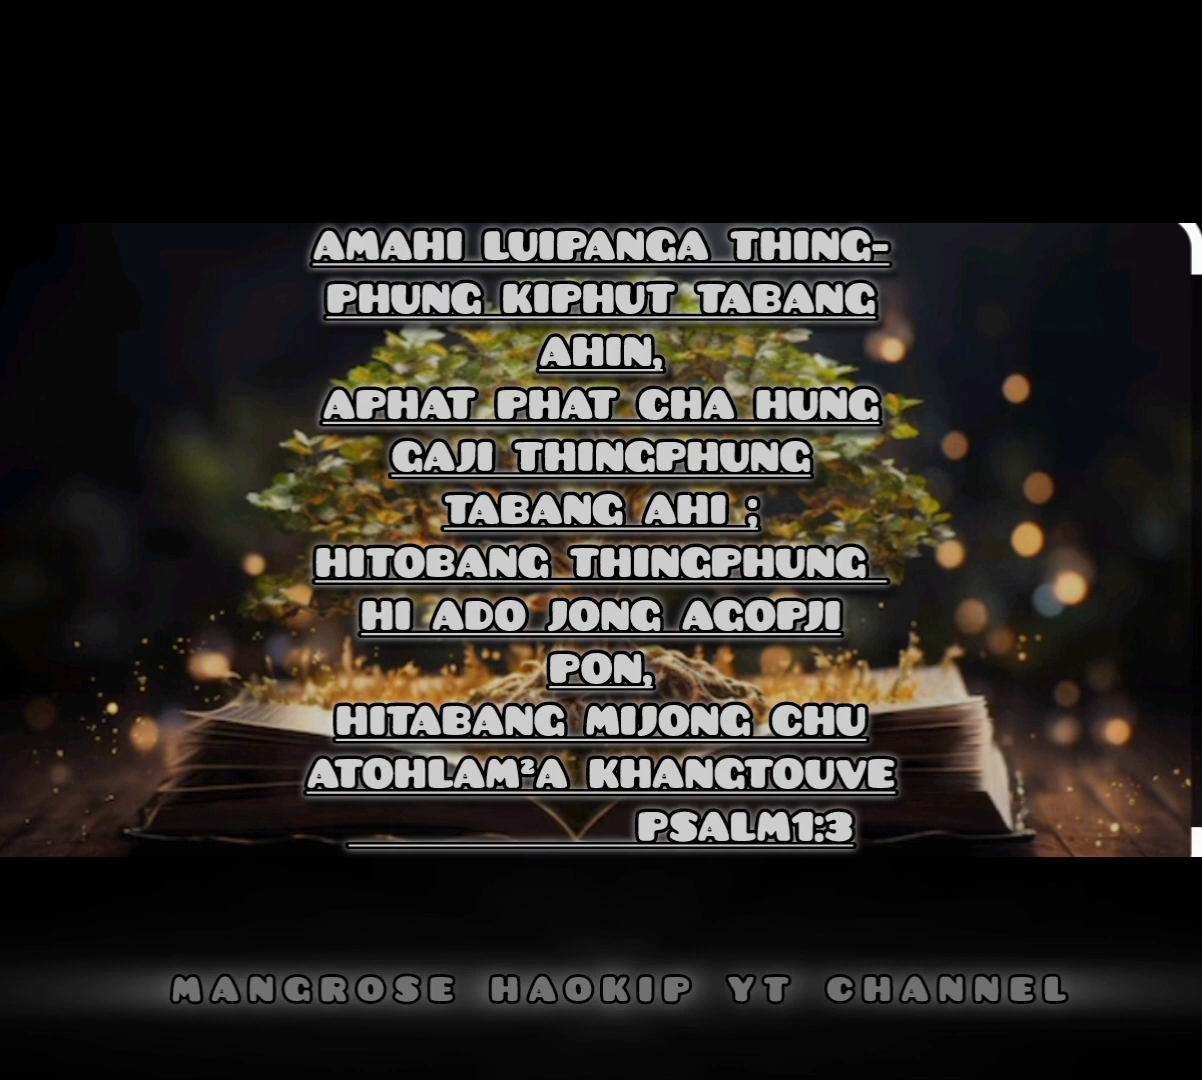 AMAHI LUIPANGA THING-
PHUNG KIPHUT TABANG
AHIN,
APHAT PHAT CHA HUNG
GAJI THINGPHUNG
TABANG AHI ;
HITOBANG THINGPHUNG
HI ADO JONG AGOPJI
PON,
HITABANG MIJONG CHU
ATOHLAM²A KHANGTOUVE
PSALM1:3
MANGROSE HAOKIP YT CHANNEL